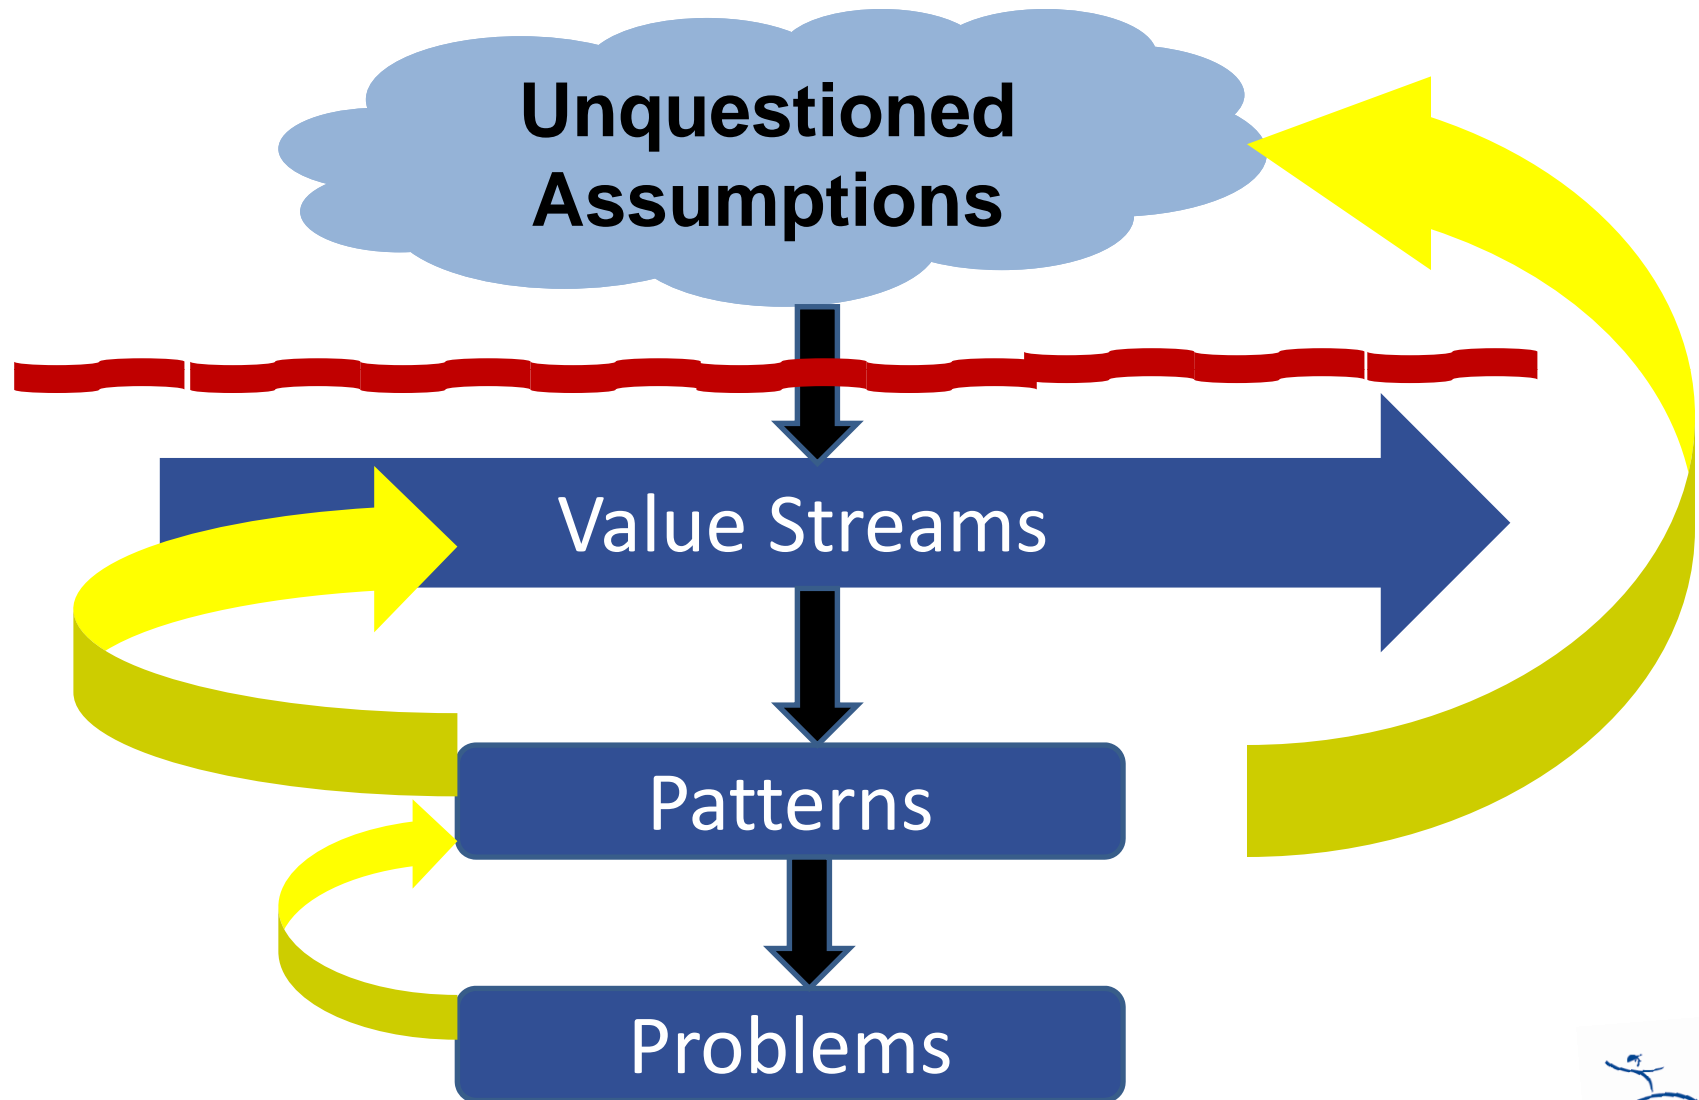 Unquestioned
Assumptions
Value Streams
Patterns
Problems